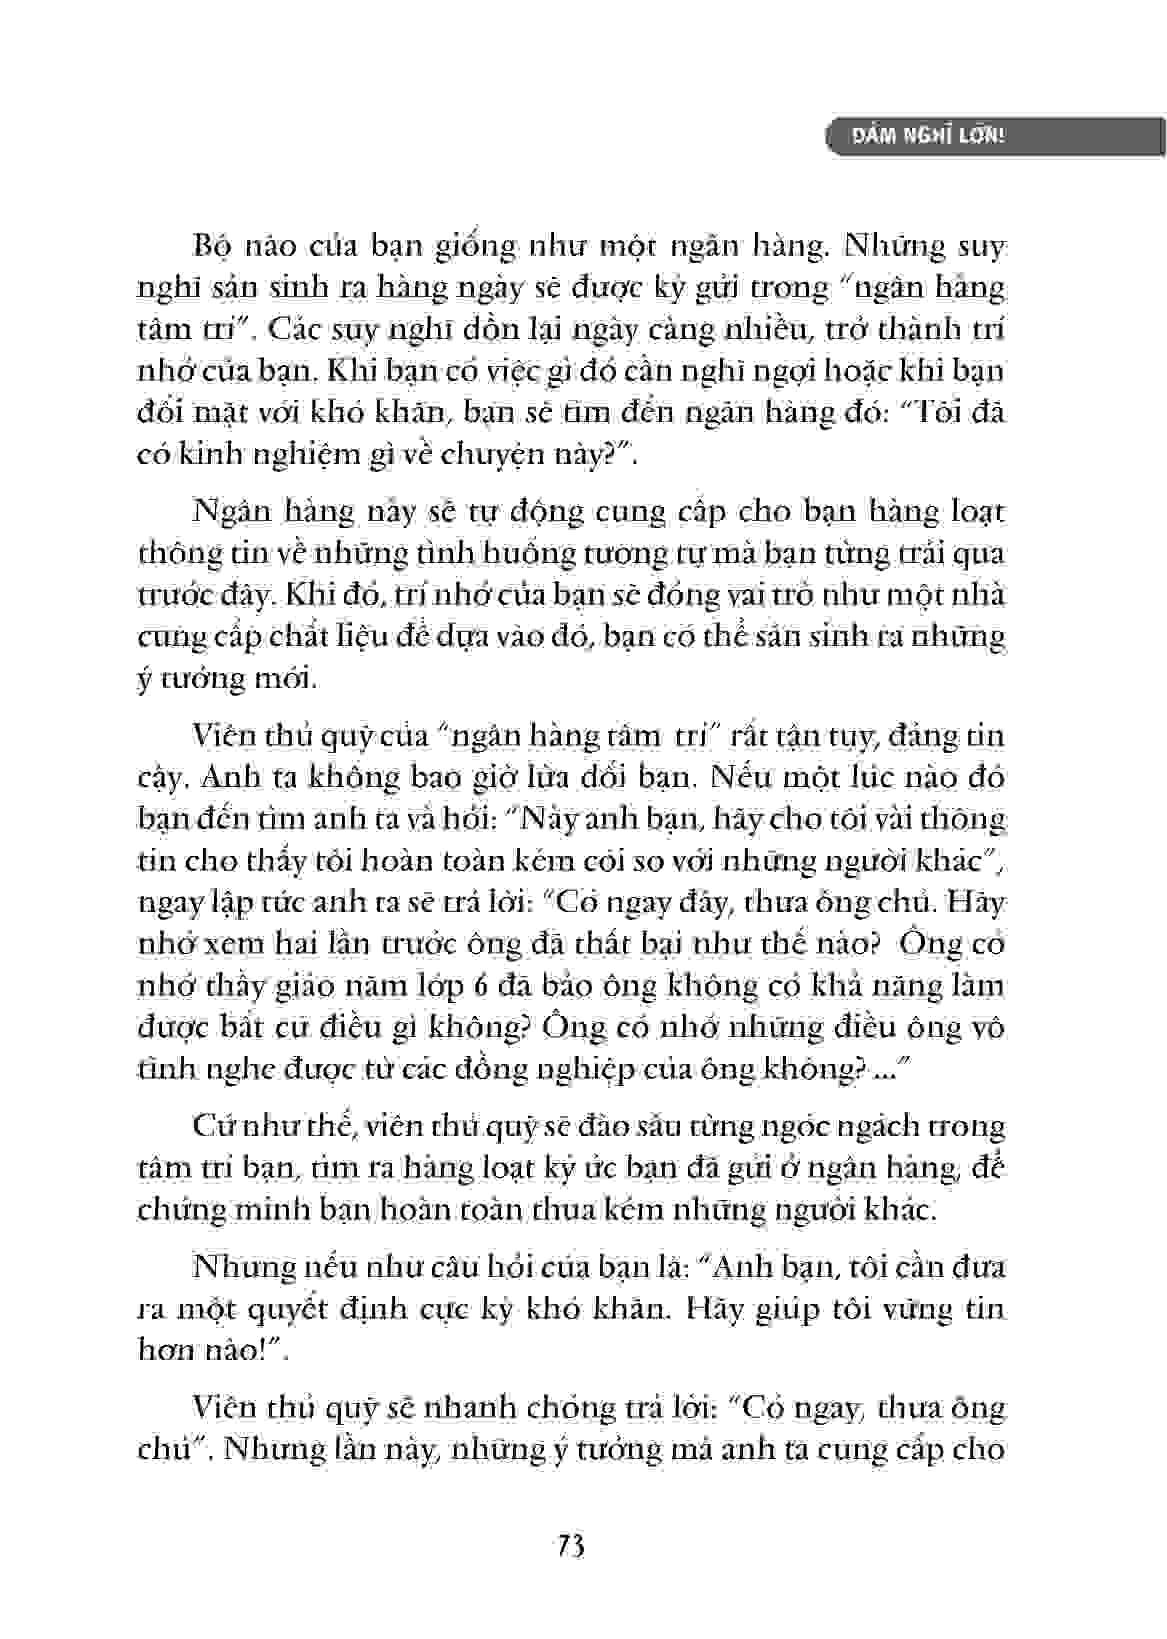 DÁM NGHĨ LỚN!
Bộ não của bạn giống như một ngân hàng. Những suy
nghĩ sản sinh ra hàng ngày sẽ được ký gửi trong “ngân hàng
tâm trí”. Các suy nghĩ dồn lại ngày càng nhiều, trở thành trí
nhớ của bạn. Khi bạn có việc gì đó cần nghĩ ngợi hoặc khi bạn
đối mặt với khó khăn, bạn sẽ tìm đến ngân hàng đó: “Tôi đã
có kinh nghiệm gì về chuyện này?”.
Ngân hàng này sẽ tự động cung cấp cho bạn hàng loạt
thông tin về những tình huống tương tự mà bạn từng trải qua
trước đây. Khi đó, trí nhớ của bạn sẽ đóng vai trò như một nhà
cung cấp chất liệu để dựa vào đó, bạn có thể sản sinh ra những
ý tưởng mới.
Viên thủ quỹ của “ngân hàng tâm trí” rất tận tụy, đáng tin
cậy. Anh ta không bao giờ lừa dối bạn. Nếu một lúc nào đó
bạn đến tìm anh ta và hỏi: “Này anh bạn, hãy cho tôi vài thông
tin cho thấy tôi hoàn toàn kém cỏi so với những người khác”,
ngay lập tức anh ta sẽ trả lời: “Có ngay đây, thưa ông chủ. Hãy
nhớ xem hai lần trước ông đã thất bại như thế nào? Ông có
nhớ thầy giáo năm lớp 6 đã bảo ông không có khả năng làm
được bất cứ điều gì không? Ông có nhớ những điều ông vô
tình nghe được từ các đồng nghiệp của ông không? ...”
Cứ như thế, viên thủ quỹ sẽ đào sâu từng ngóc ngách trong
tâm trí bạn, tìm ra hàng loạt ký ức bạn đã gửi ở ngân hàng, để
chứng minh bạn hoàn toàn thua kém những người khác.
Nhưng nếu như câu hỏi của bạn là: “Anh bạn, tôi cần đưa
ra một quyết định cực kỳ khó khăn. Hãy giúp tôi vững tin
hơn nào!”.
Viên thủ quỹ sẽ nhanh chóng trả lời: “Có ngay, thưa ông
chủ”. Nhưng lần này, những ý tưởng mà anh ta cung cấp cho
73